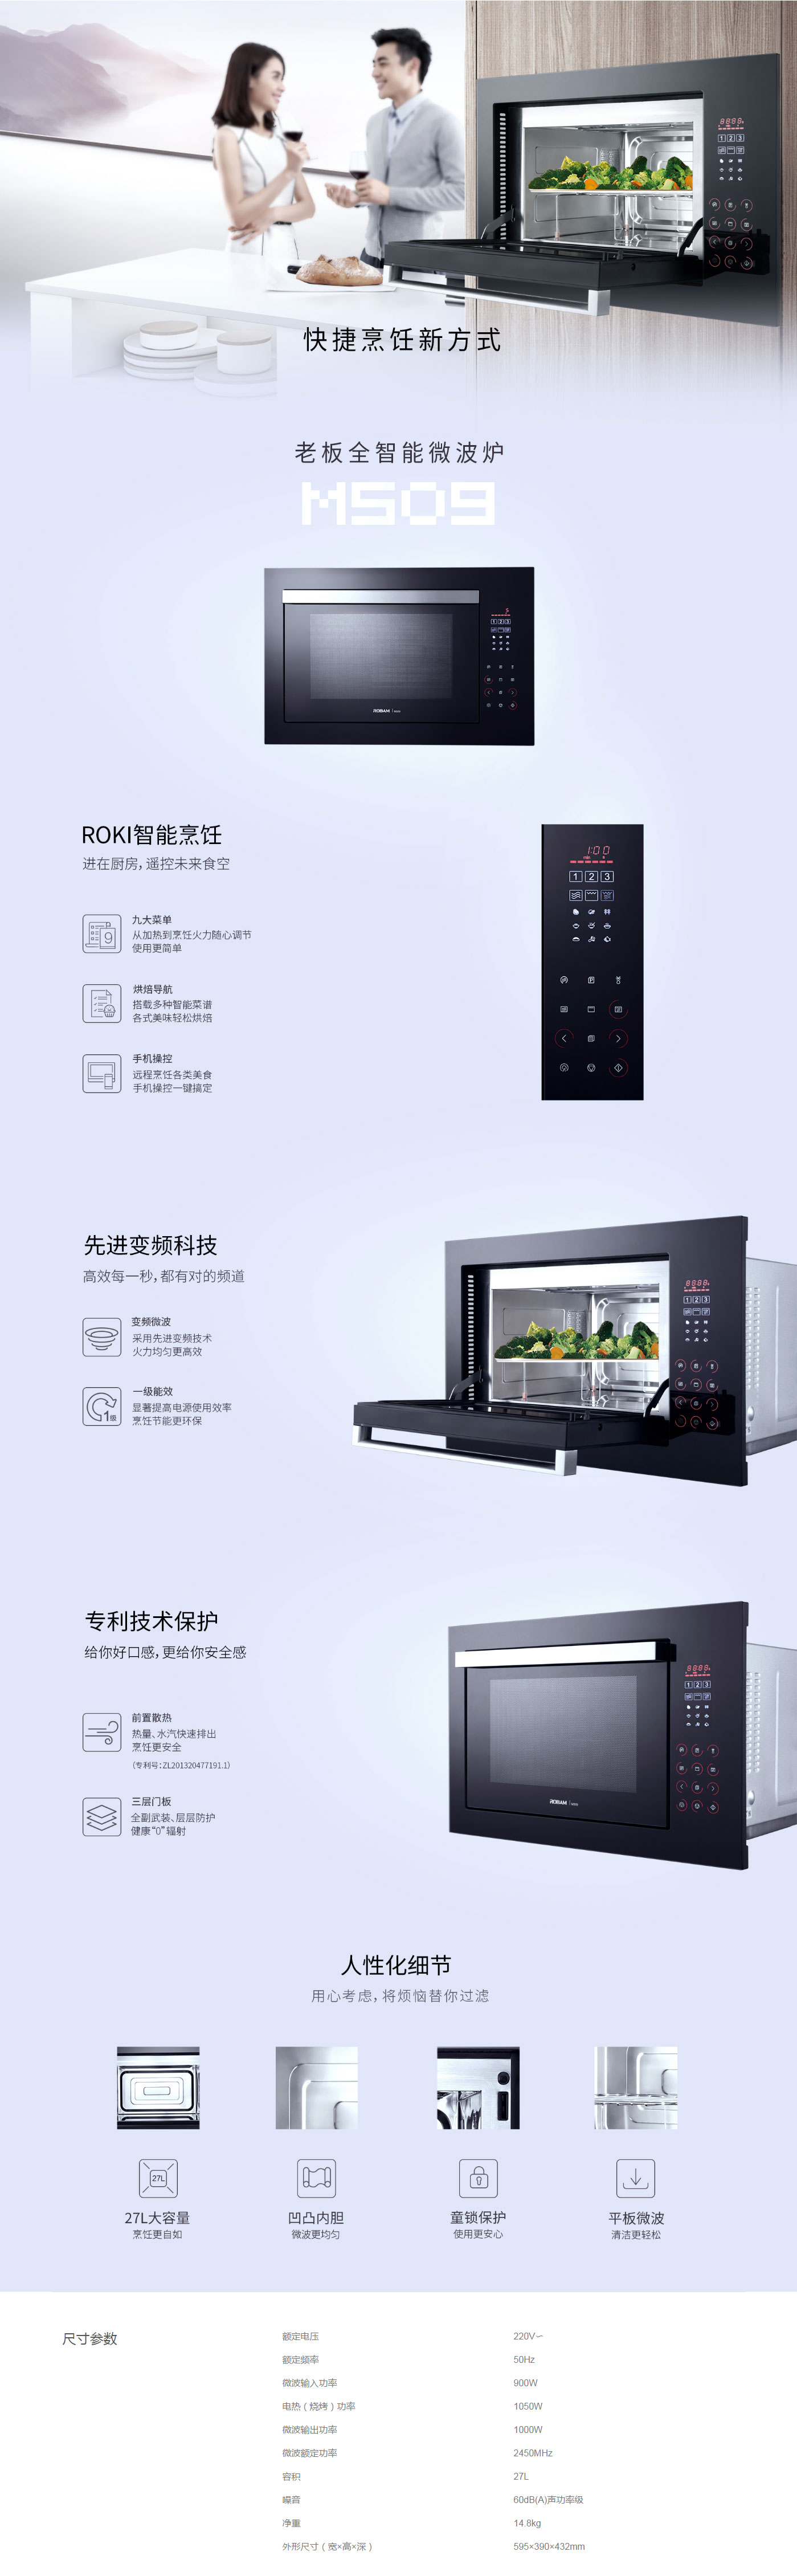 快捷烹饪新方式
老板全智能微波炉
M509
ROBAM
ROKI智能烹饪
进在厨房，遥控未来食空
1:00
1 2 3
九大菜单
从加热到烹饪火力随心调节
使用更简单
烘焙导航
搭载多种智能菜谱
各式美味轻松烘焙
手机操控
远程烹饪各类美食
手机操控一键搞定
先进变频科技
高效每一秒，都有对的频道
变频微波
采用先进变频技术
火力均匀更高效
1级
一级能效
显著提高电源使用效率
烹饪节能更环保
专利技术保护
给你好口感，更给你安全感
前置散热
热量、水汽快速排出
烹饪更安全
（专利号：ZL201320477191.1）
三层门板
全副武装、层层防护
健康“0”辐射
ROBAM
人性化细节
用心考虑，将烦恼替你过滤
27L
27L大容量
烹饪更自如
凹凸内胆
微波更均匀
童锁保护
使用更安心
平板微波
清洁更轻松
尺寸参数
额定电压 220V∽
额定频率 50Hz
微波输入功率 900W
电热（烧烤）功率 1050W
微波输出功率 1000W
微波额定功率 2450MHz
容积 27L
噪音 60dB(A)声功率级
净重 14.8kg
外形尺寸（宽×高×深） 595×390×432mm